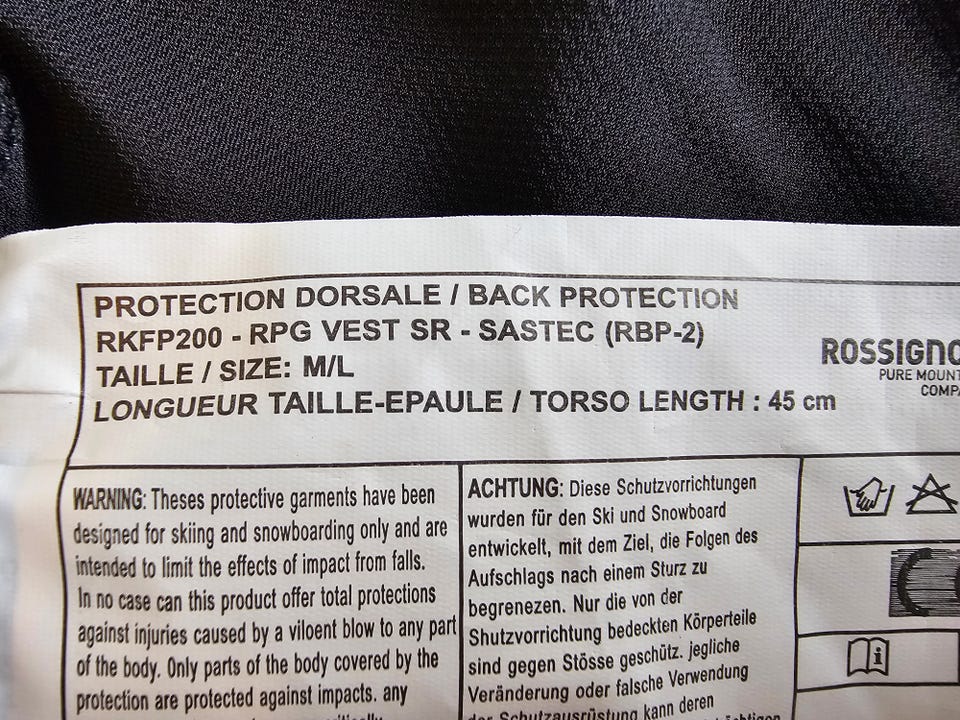 PROTECTION DORSALE / BACK PROTECTION
RKFP200 - RPG VEST SR - SASTEC (RBP-2)
TAILLE / SIZE: M/L
LONGUEUR TAILLE-EPAULE / TORSO LENGTH : 45 cm
ROSSIGNO
PURE MOUNT
COMPA
WARNING: Theses protective garments have been
designed for skiing and snowboarding only and are
intended to limit the effects of impact from falls.
In no case can this product offer total protections
against injuries caused by a viloent blow to any part
of the body. Only parts of the body covered by the
protection are protected against impacts. any
ACHTUNG: Diese Schutzvorrichtungen
wurden für den Ski und Snowboard
entwickelt, mit dem Ziel, die Folgen des
Aufschlags nach einem Sturz zu
begrenezen. Nur die von der
Shutzvorrichtung bedeckten Körperteile
sind gegen Stösse geschütz. jegliche
Veränderung oder falsche Verwendung
der Schutzausrüstung kann deren